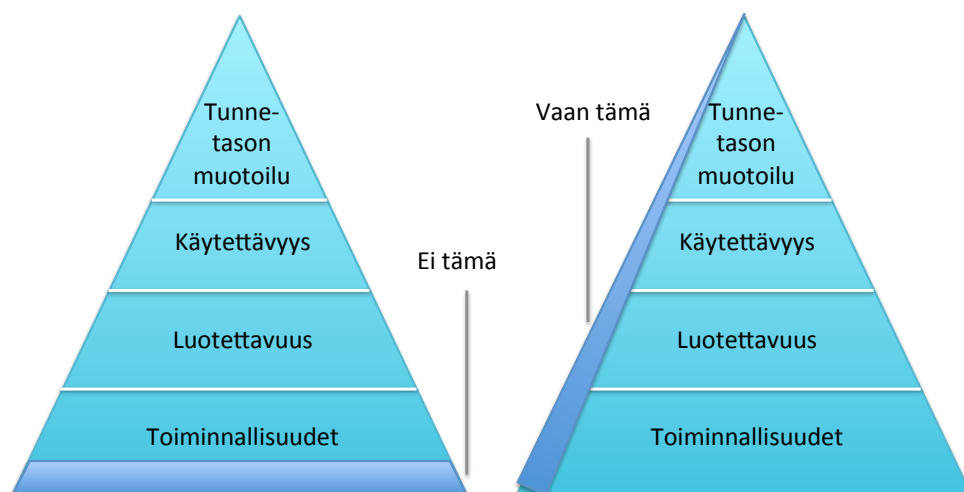 Tunne-
tason
muotoilu
Käytettävyys
Luotettavuus
Toiminnallisuudet
Ei tämä
Vaan tämä
Tunne-
tason
muotoilu
Käytettävyys
Luotettavuus
Toiminnallisuudet